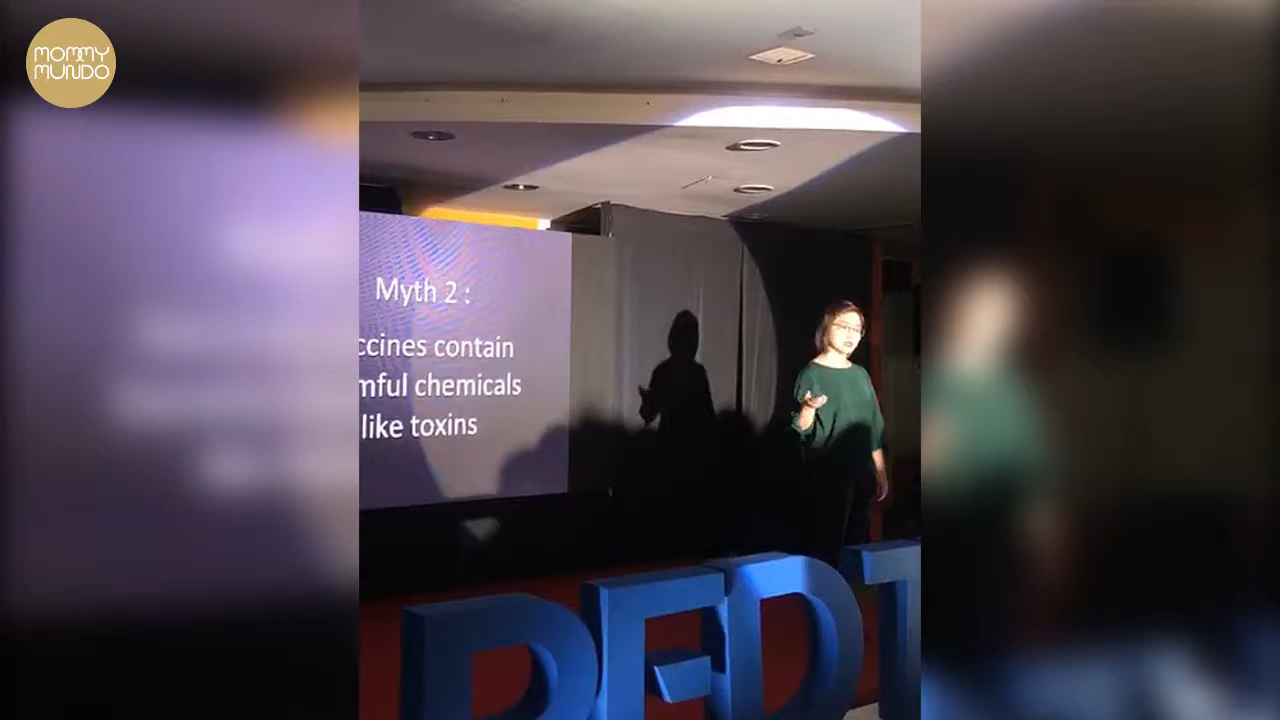 MOMMY
MUNDO
Myth 2 :
ccines contain
mful chemicals
like toxins